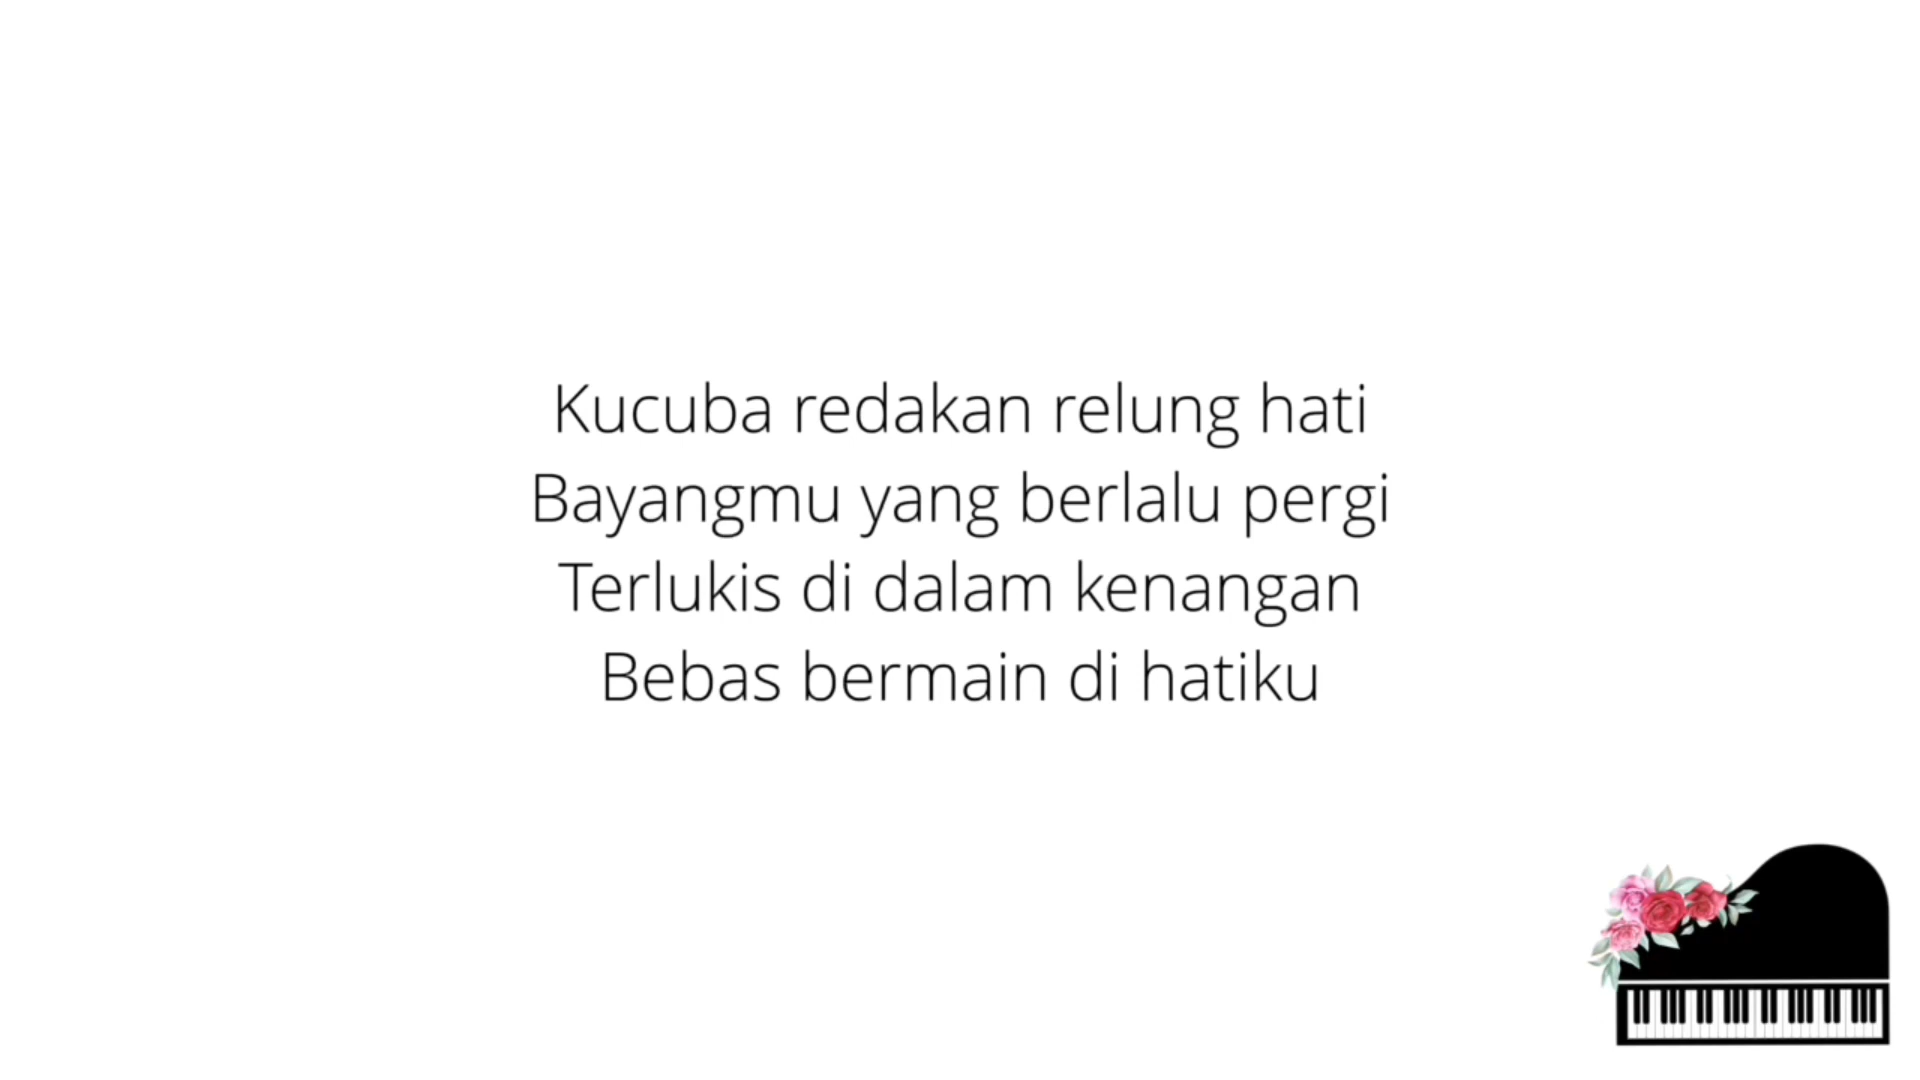 Kucuba redakan relung hati
Bayangmu yang berlalu pergi
Terlukis di dalam kenangan
Bebas bermain di hatiku